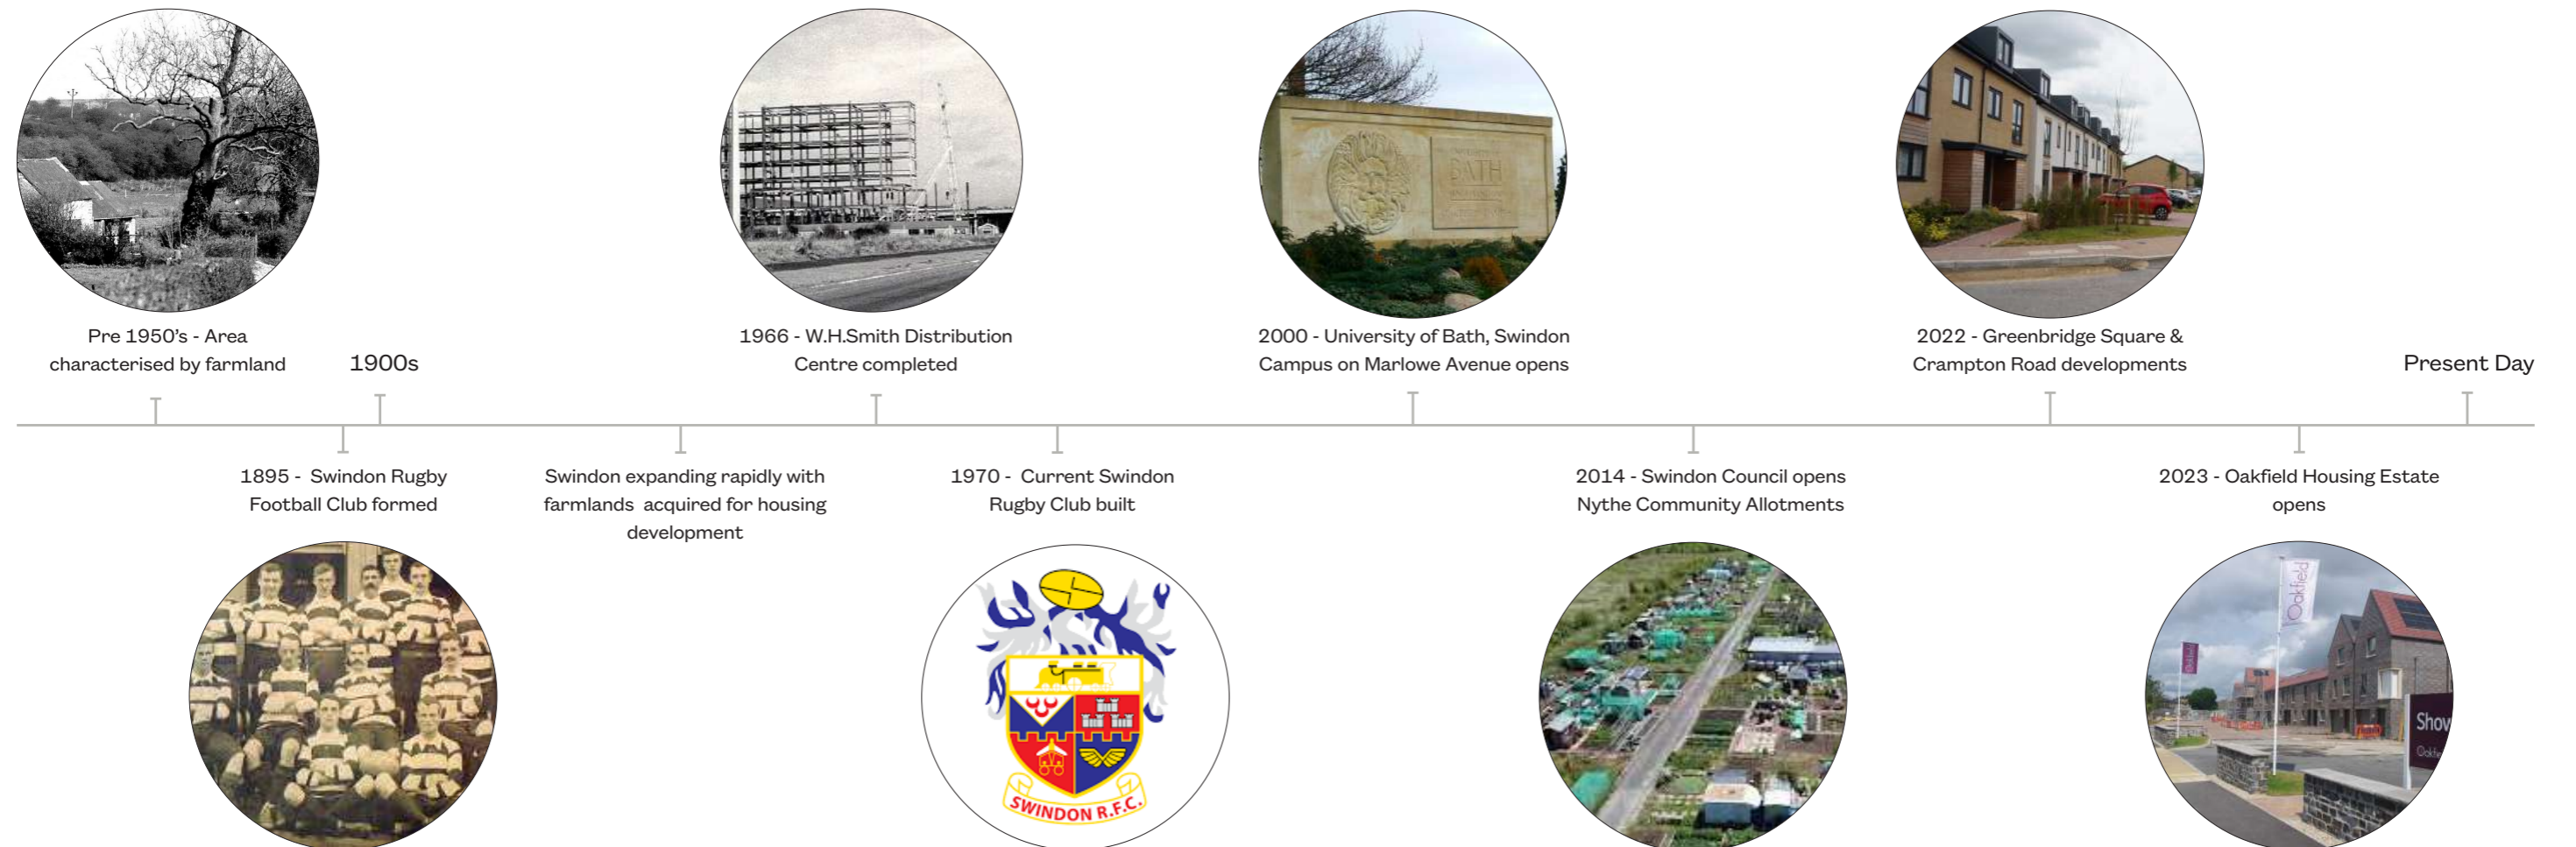 Pre 1950's - Area
characterised by farmland
1900s
1966 - W.H.Smith Distribution
Centre completed
2000 - University of Bath, Swindon
Campus on Marlowe Avenue opens
2022 - Greenbridge Square &
Crampton Road developments
Present Day
1895 - Swindon Rugby
Football Club formed
Swindon expanding rapidly with
farmlands acquired for housing
development
1970 - Current Swindon
Rugby Club built
2014 - Swindon Council opens
Nythe Community Allotments
2023 - Oakfield Housing Estate
opens
BATH
SWINDON R.F.C.
Oakfield
Oakfield
Show